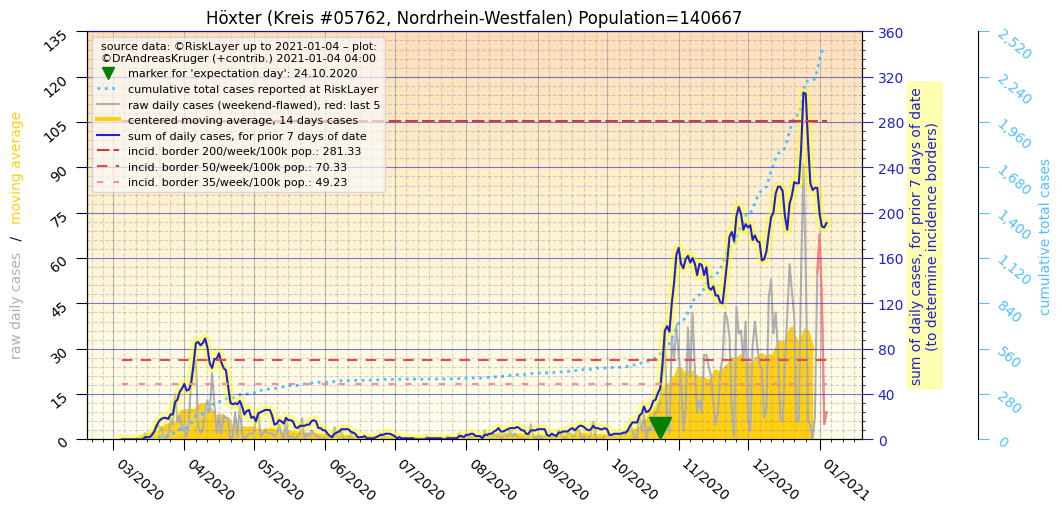 Höxter (Kreis #05762, Nordrhein-Westfalen) Population=140667
source data: ©RiskLayer up to 2021-01-04 – plot:
©DrAndreasKruger (+contrib.) 2021-01-04 04:00
marker for 'expectation day': 24.10.2020
cumulative total cases reported at RiskLayer
raw daily cases (weekend-flawed), red: last 5
centered moving average, 14 days cases
sum of daily cases, for prior 7 days of date
incid. border 200/week/100k pop.: 281.33
incid. border 50/week/100k pop.: 70.33
incid. border 35/week/100k pop.: 49.23
raw daily cases / moving average
135
120
105
90
75
60
45
30
15
0
03/2020
04/2020
05/2020
06/2020
07/2020
08/2020
09/2020
10/2020
11/2020
12/2020
01/2021
360
320
280
240
200
160
120
80
40
0
sum of daily cases, for prior 7 days of date
(to determine incidence borders)
2,520
2,240
1,960
1,680
1,400
1,120
840
560
280
0
cumulative total cases